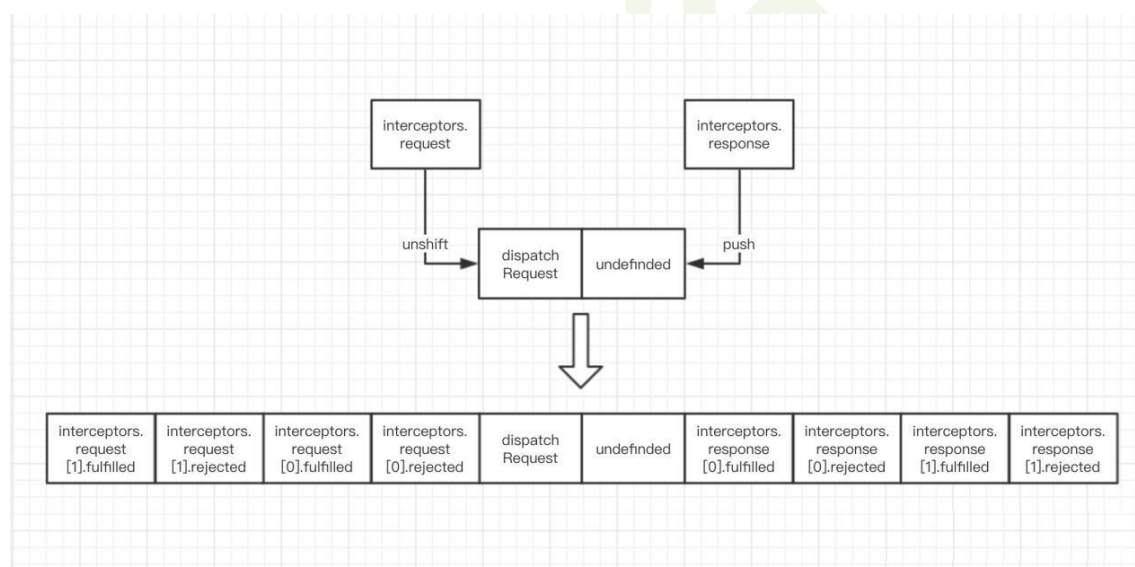 interceptors.
request
interceptors.
response
unshift
push
dispatch
Request
undefinded
interceptors.
request
[1].fulfilled
interceptors.
request
[1].rejected
interceptors.
request
[0].fulfilled
interceptors.
request
[0].rejected
dispatch
Request
undefinded
interceptors.
response
[0].fulfilled
interceptors.
response
[0].rejected
interceptors.
response
[1].fulfilled
interceptors.
response
[1].rejected